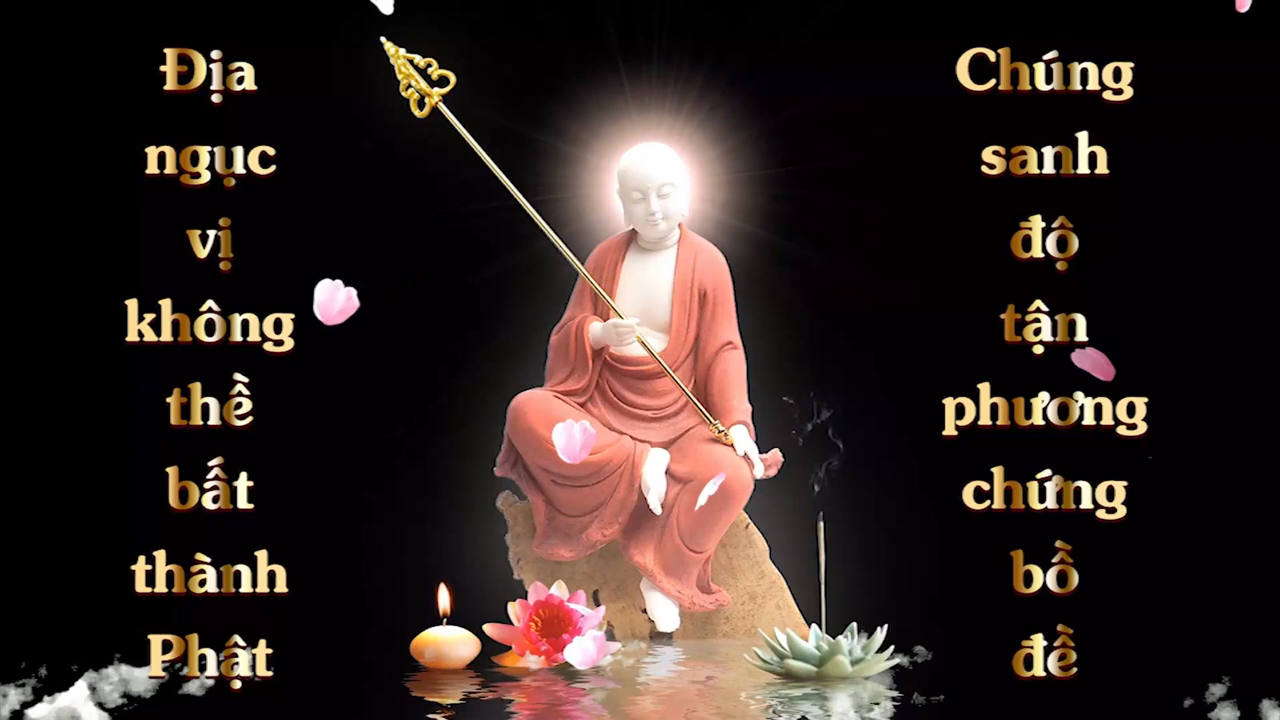 Địa
ngục
vị
không
thề
bất
thành
Phật
Chúng
sanh
độ
tận
phương
chứng
bồ
đề